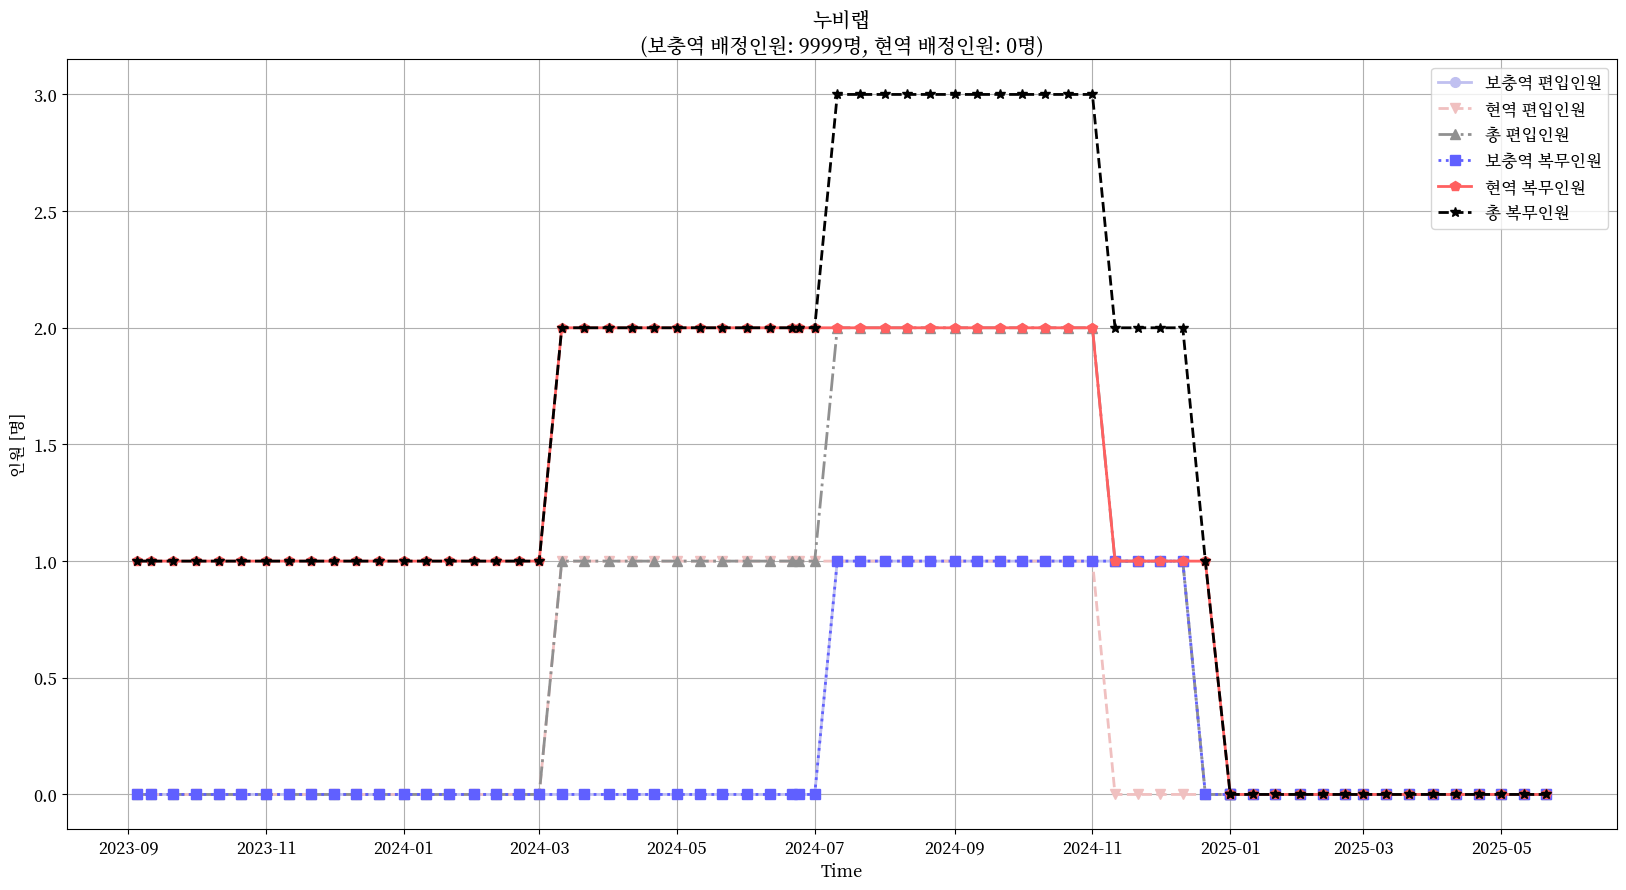 누비랩
(보충역 배정인원: 9999명, 현역 배정인원: 0명)
보충역 편입인원
현역 편입인원
총 편입인원
보충역 복무인원
현역 복무인원
총 복무인원
인원 [명]
3.0
2.5
2.0
1.5
1.0
0.5
0.0
2023-09 2023-11 2024-01 2024-03 2024-05 2024-07 2024-09 2024-11 2025-01 2025-03 2025-05
Time